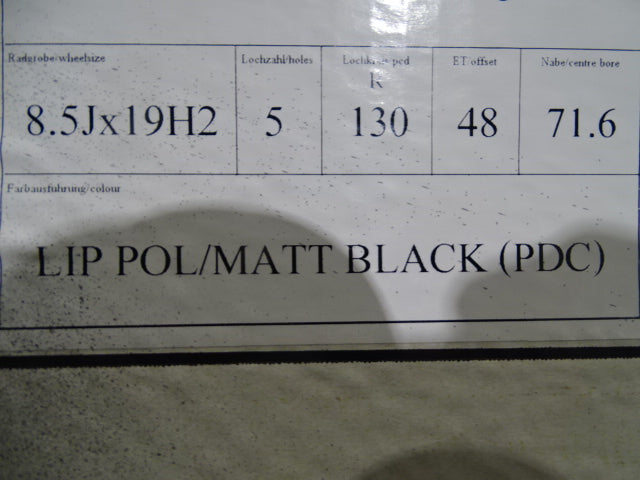 Radgröße/wheelsize Lochzahl/holes Lochkreis/pcd ET/offset Nabe/centre bore
K
8.5Jx19H2 5 130 48 71.6
Farbausführung/colour
LIP POL/MATT BLACK (PDC)